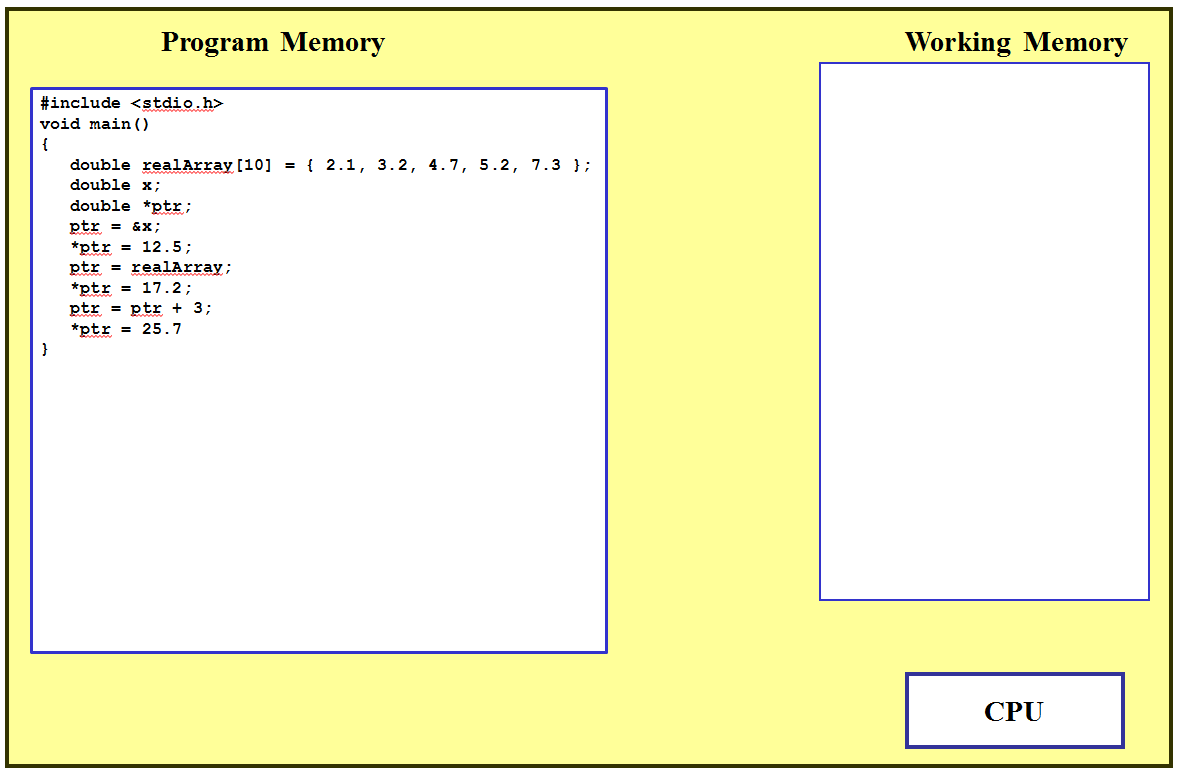 Program Memory
Working Memory
#include <stdio.h>
void main()
{
   double realArray[10] = { 2.1, 3.2, 4.7, 5.2, 7.3 };
   double x;
   double *ptr;
   ptr = &x;
   *ptr = 12.5;
   ptr = realArray;
   *ptr = 17.2;
   ptr = ptr + 3;
   *ptr = 25.7
}
CPU